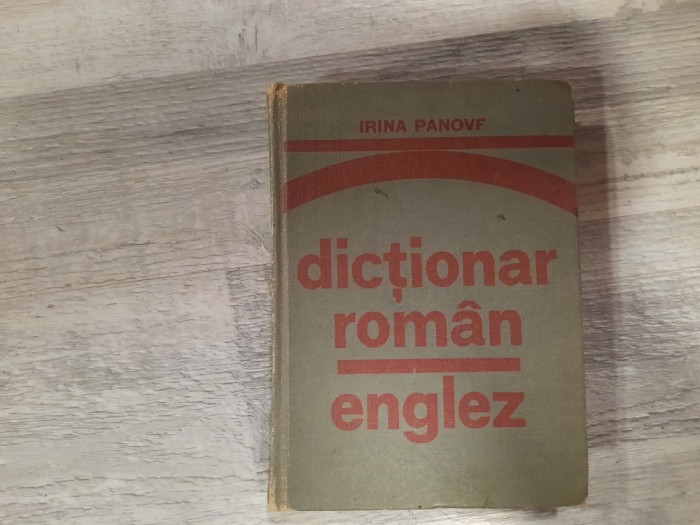 IRINA PANOVF
dicționar
român
englez